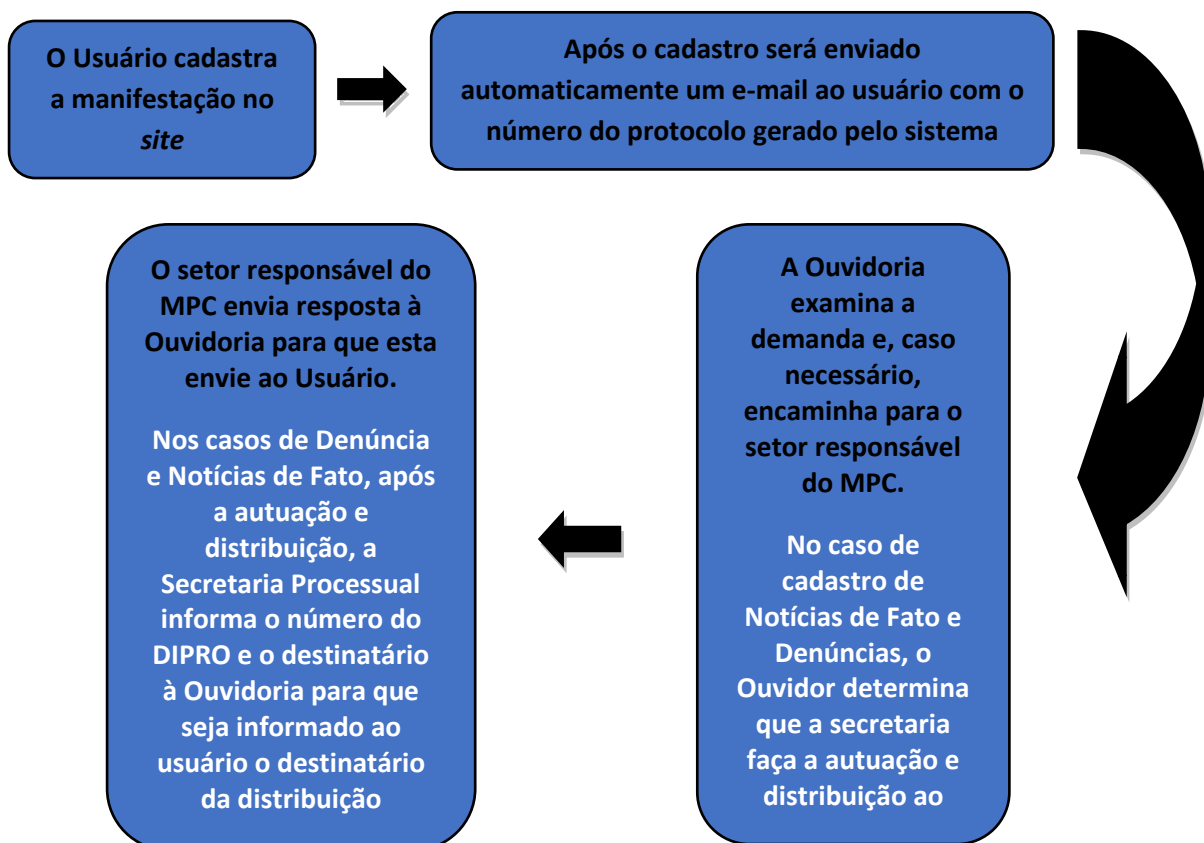 O Usuário cadastra
a manifestação no
site
Após o cadastro será enviado
automaticamente um e-mail ao usuário com o
número do protocolo gerado pelo sistema
A Ouvidoria
examina a
demanda e, caso
necessário,
encaminha para o
setor responsável
do MPC.
No caso de
cadastro de
Notícias de Fato e
Denúncias, o
Ouvidor determina
que a secretaria
faça a autuação e
distribuição ao
O setor responsável do
MPC envia resposta à
Ouvidoria para que esta
envie ao Usuário.
Nos casos de Denúncia
e Notícias de Fato, após
a autuação e
distribuição, a
Secretaria Processual
informa o número do
DIPRO e o destinatário
à Ouvidoria para que
seja informado ao
usuário o destinatário
da distribuição